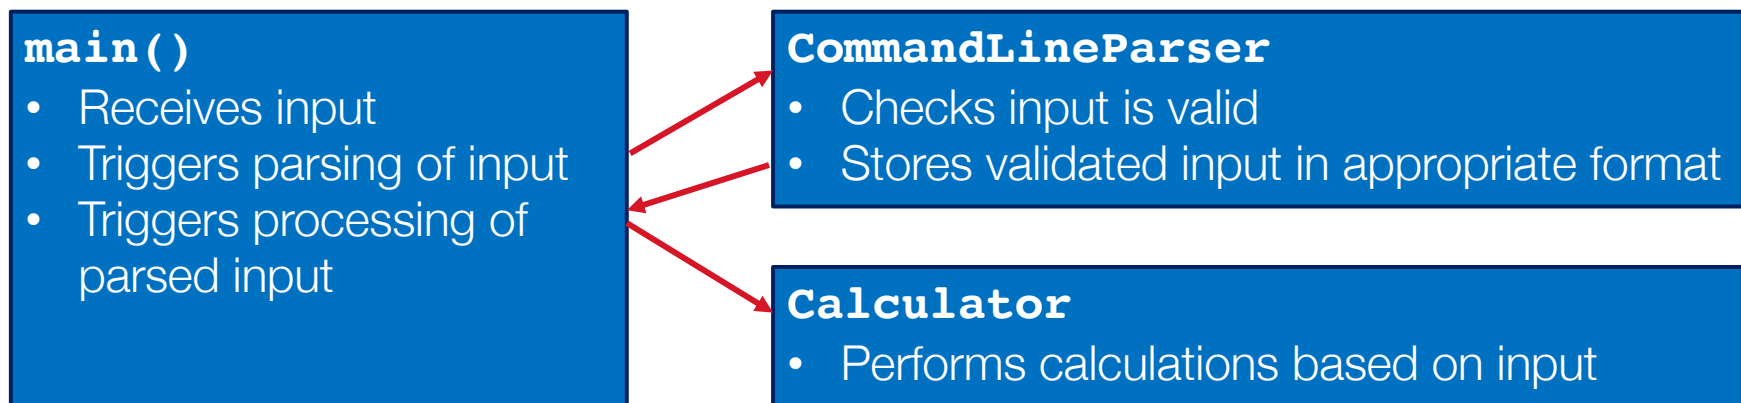 main()
• Receives input
• Triggers parsing of input
• Triggers processing of
parsed input
CommandLineParser
• Checks input is valid
• Stores validated input in appropriate format
Calculator
• Performs calculations based on input